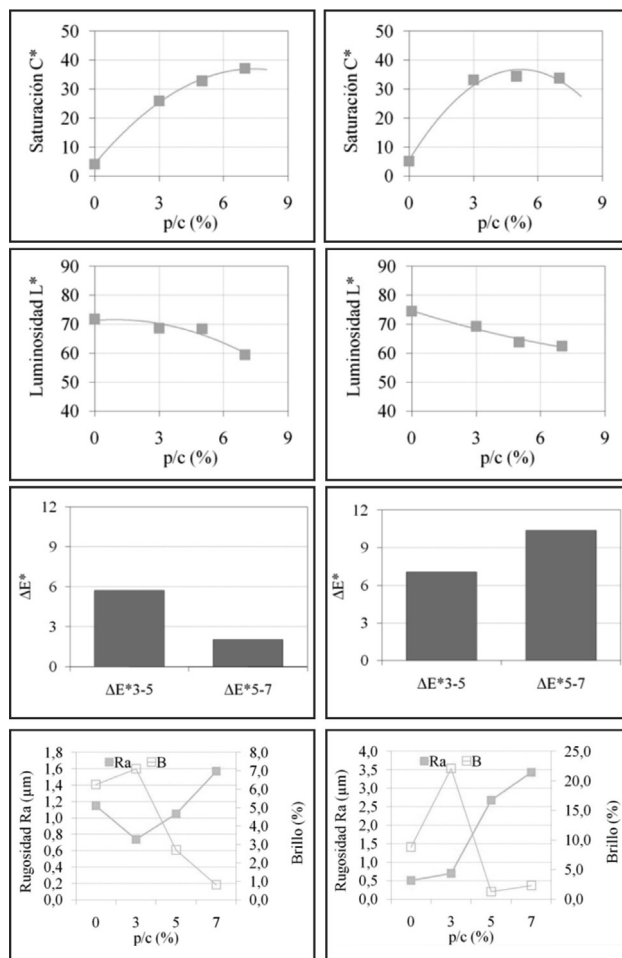 Saturación C*
50
40
30
20
10
0
0 3 6 9
p/c (%)
Saturación C*
50
40
30
20
10
0
0 3 6 9
p/c (%)
Luminosidad L*
90
80
70
60
50
40
0 3 6 9
p/c (%)
Luminosidad L*
90
80
70
60
50
40
0 3 6 9
p/c (%)
ΔE*
12
9
6
3
0
ΔE*3-5 ΔE*5-7
ΔE*
12
9
6
3
0
ΔE*3-5 ΔE*5-7
Ra B
Rugosidad Ra (µm)
1,8
1,6
1,4
1,2
1,0
0,8
0,6
0,4
0,2
0,0
8,0
7,0
6,0
5,0
4,0
3,0
2,0
1,0
0,0
Brillo (%)
0 3 5 7
p/c (%)
Ra B
Rugosidad Ra (µm)
4,0
3,5
3,0
2,5
2,0
1,5
1,0
0,5
0,0
25,0
20,0
15,0
10,0
5,0
0,0
Brillo (%)
0 3 5 7
p/c (%)